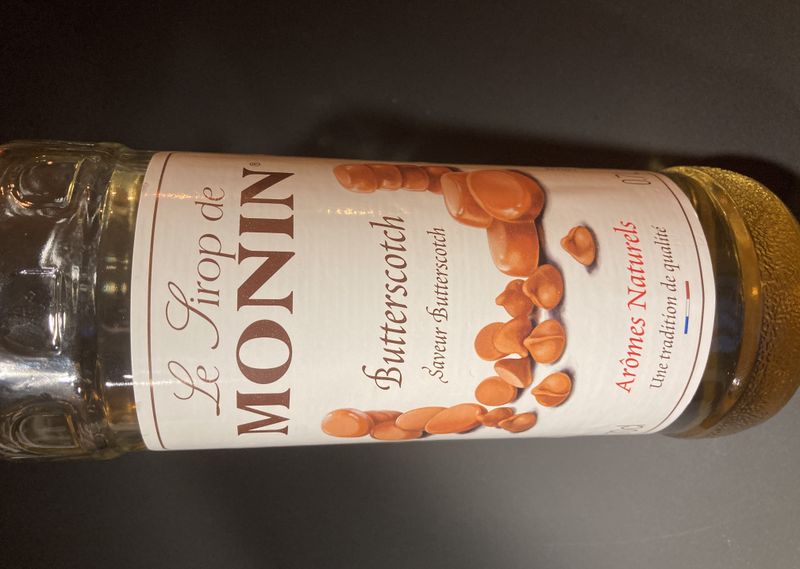 Le Sirop de
MONIN®
Butterscotch
Saveur Butterscotch
Arômes Naturels
Une tradition de qualité